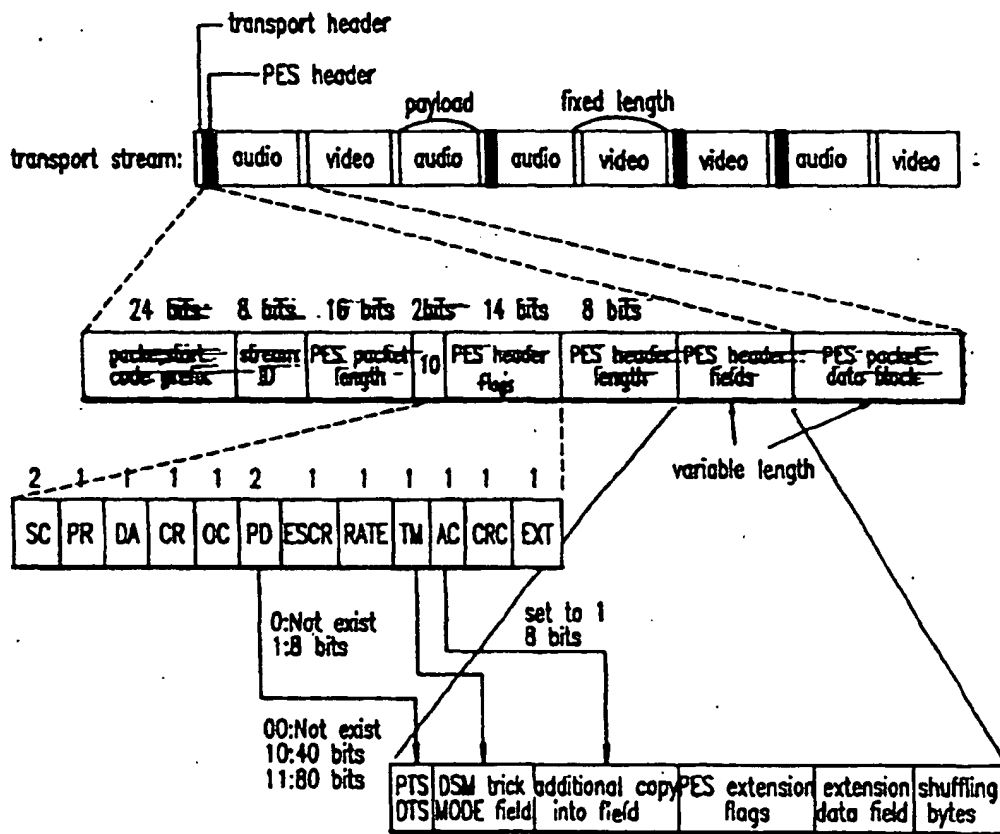 transport header
PES header
payload
fixed length
transport stream:
audio
video
audio
audio
video
video
audio
video
24 bits
8 bits
16 bits
2bits
14 bits
8 bits
packet start
code prefix
stream
ID
PES packet
length
10
PES header
flags
PES header
length
PES header
fields
PES packet
data block
variable length
2 1 1 1 1 2 1 1 1 1 1 1
SC PR DA CR OC PD ESCR RATE TM AC CRC EXT
0:Not exist
1:8 bits
set to 1
8 bits
00:Not exist
10:40 bits
11:80 bits
PTS
DTS
DSM trick
MODE field
additional copy
into field
PES extension
flags
extension
data field
shuffling
bytes